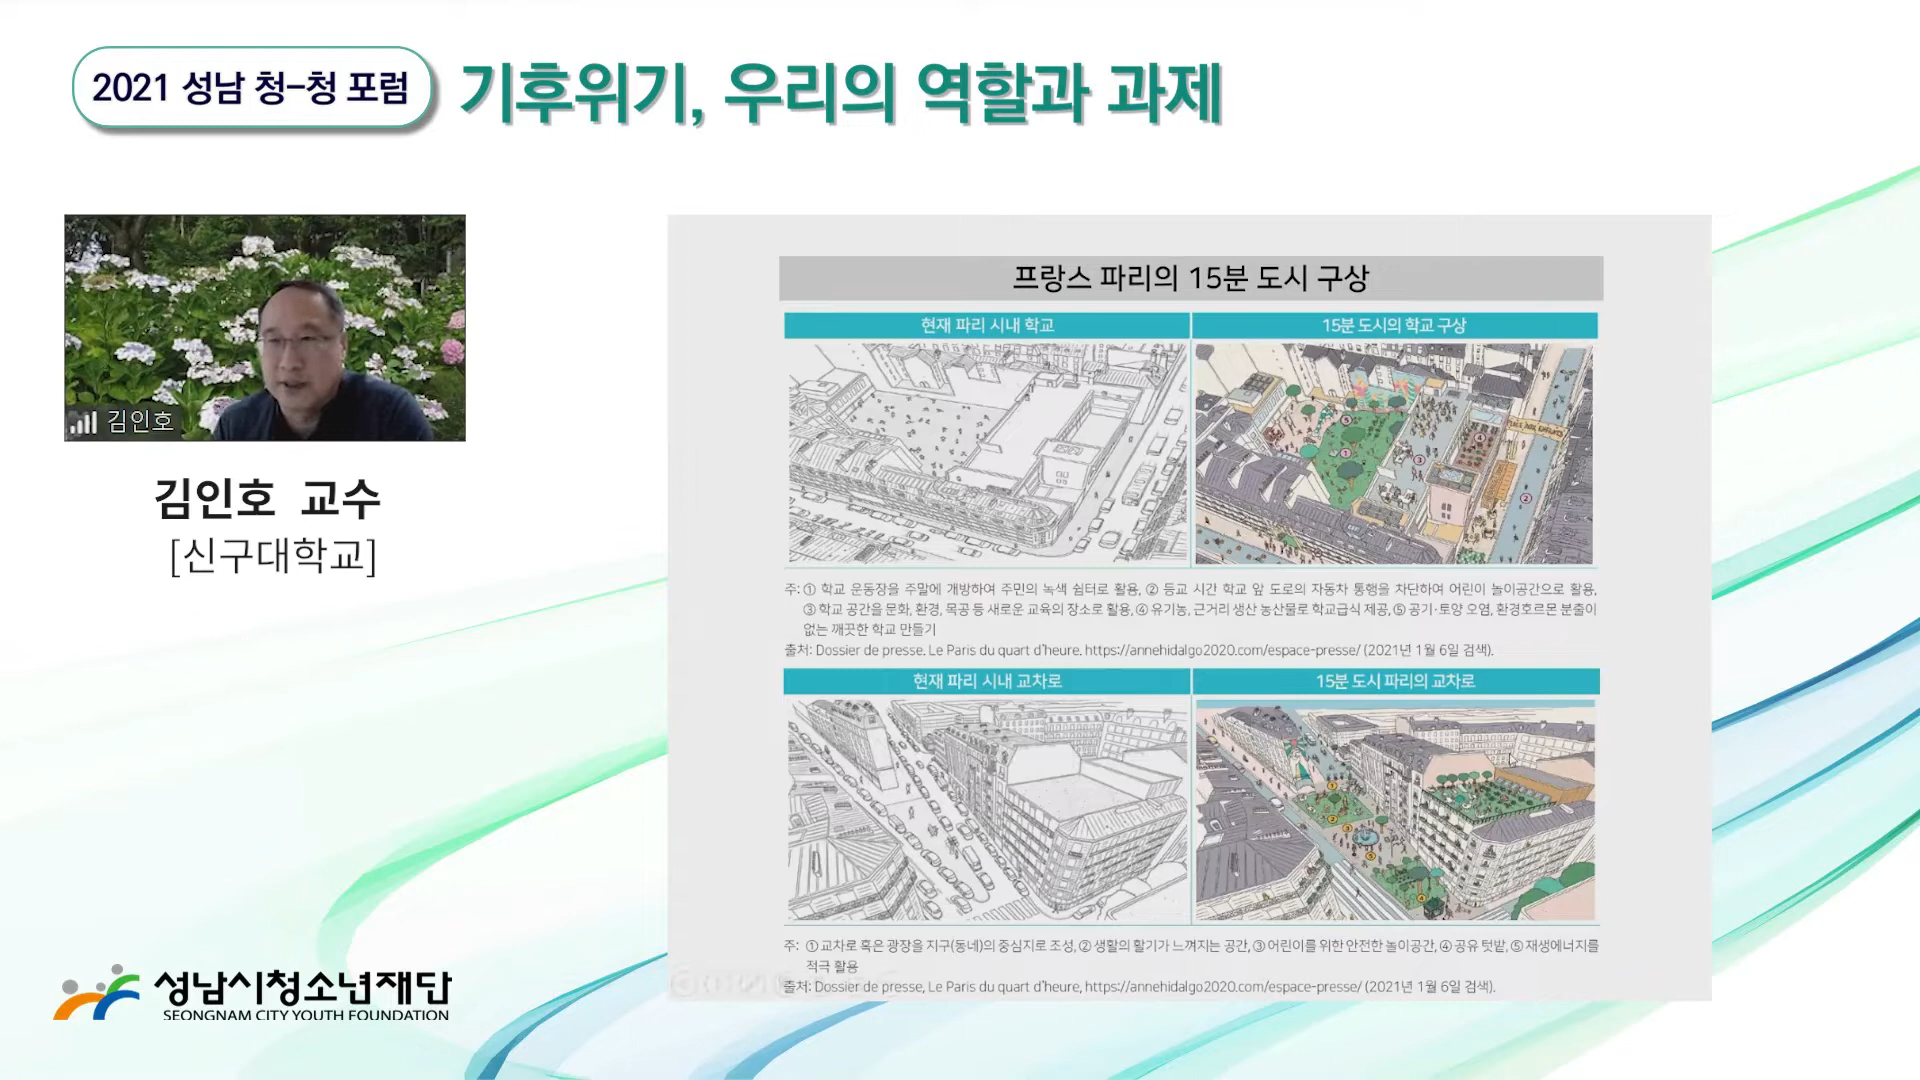 2021 성남 청-청 포럼
기후위기, 우리의 역할과 과제
김인호
김인호 교수
[신구대학교]
프랑스 파리의 15분 도시 구상
현재 파리 시내 학교
15분 도시의 학교 구상
주: ① 학교 운동장을 주말에 개방하여 주민의 녹색 쉼터로 활용, ② 등교 시간 학교 앞 도로의 자동차 통행을 차단하여 어린이 놀이공간으로 활용,
③ 학교 공간을 문화, 환경, 목공 등 새로운 교육의 장소로 활용, ④ 유기농, 근거리 생산 농산물로 학교급식 제공, ⑤ 공기·토양 오염, 환경호르몬 분출이
없는 깨끗한 학교 만들기
출처: Dossier de presse. Le Paris du quart d'heure. https://annehidalgo2020.com/espace-presse/ (2021년 1월 6일 검색).
현재 파리 시내 교차로
15분 도시 파리의 교차로
주: ① 교차로 혹은 광장을 지구(동네)의 중심지로 조성, ② 생활의 활기가 느껴지는 공간, ③ 어린이를 위한 안전한 놀이공간, ④ 공유 텃밭, ⑤ 재생에너지를
적극 활용
출처: Dossier de presse, Le Paris du quart d'heure, https://annehidalgo2020.com/espace-presse/ (2021년 1월 6일 검색).
성남시청소년재단
SEONGNAM CITY YOUTH FOUNDATION